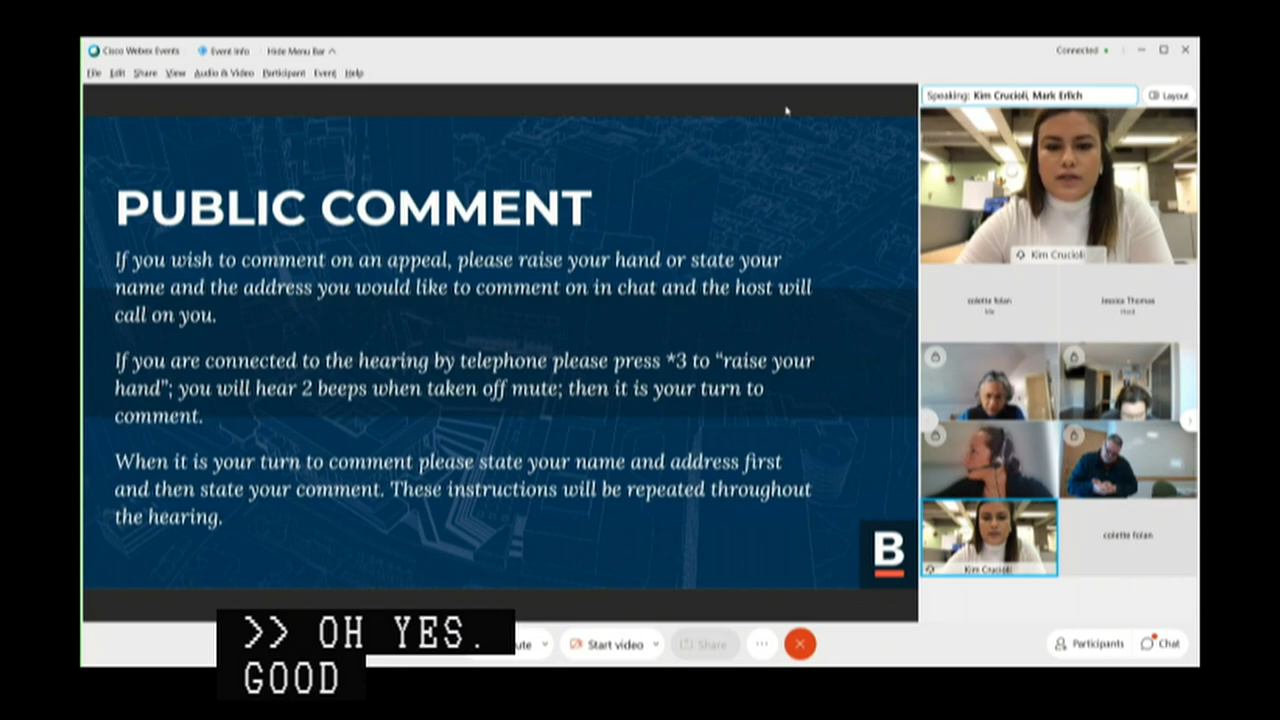 Cisco Webex Events
Event Info
Hide Menu Bar
Connected
File Edit Share View Audio & Video Participant Event Help
Speaking: Kim Crucioli, Mark Erlich
Layout
PUBLIC COMMENT
If you wish to comment on an appeal, please raise your hand or state your
name and the address you would like to comment on in chat and the host will
call on you.
If you are connected to the hearing by telephone please press *3 to “raise your
hand”; you will hear 2 beeps when taken off mute; then it is your turn to
comment.
When it is your turn to comment please state your name and address first
and then state your comment. These instructions will be repeated throughout
the hearing.
B
Kim Crucioli
colette folan
Me
Jessica Thomas
Host
Kim Crucioli
colette folan
>> OH YES.
GOOD
ute
Start video
Share
Participants
Chat